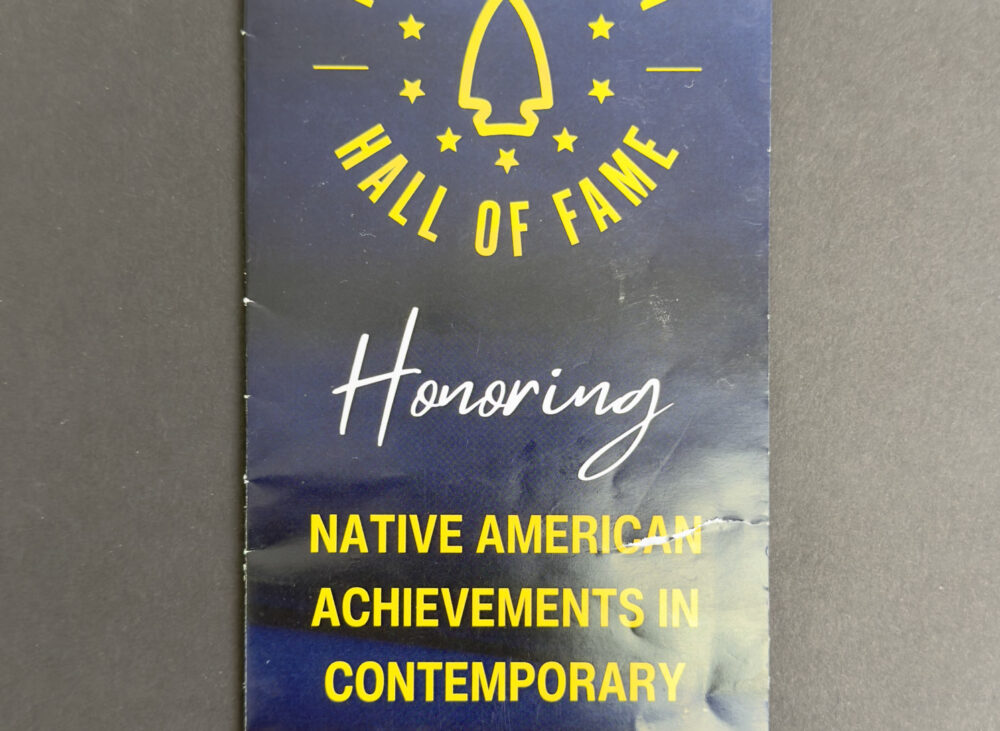 HALL OF FAME
Honoring
NATIVE AMERICAN
ACHIEVEMENTS IN
CONTEMPORARY